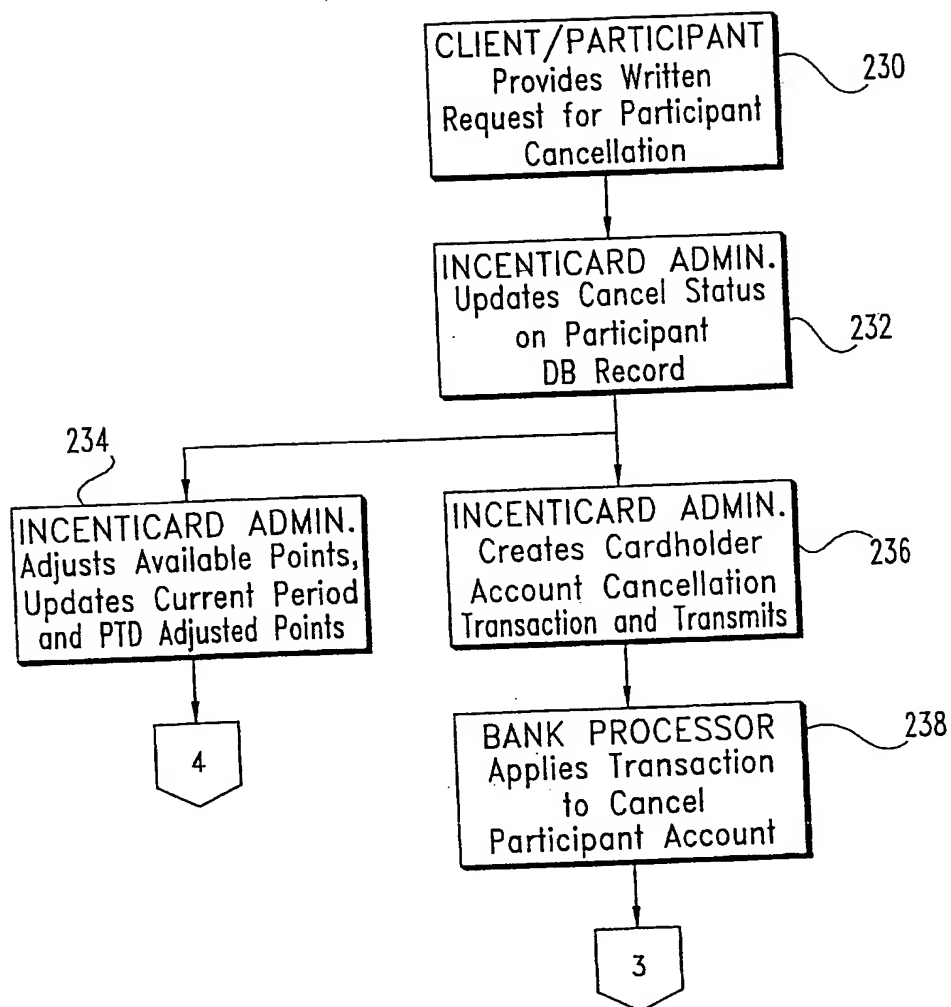 CLIENT/PARTICIPANT
Provides Written
Request for Participant
Cancellation
230
INCENTICARD ADMIN.
Updates Cancel Status
on Participant
DB Record
232
234
INCENTICARD ADMIN.
Adjusts Available Points,
Updates Current Period
and PTD Adjusted Points
INCENTICARD ADMIN.
Creates Cardholder
Account Cancellation
Transaction and Transmits
236
4
BANK PROCESSOR
Applies Transaction
to Cancel
Participant Account
238
3